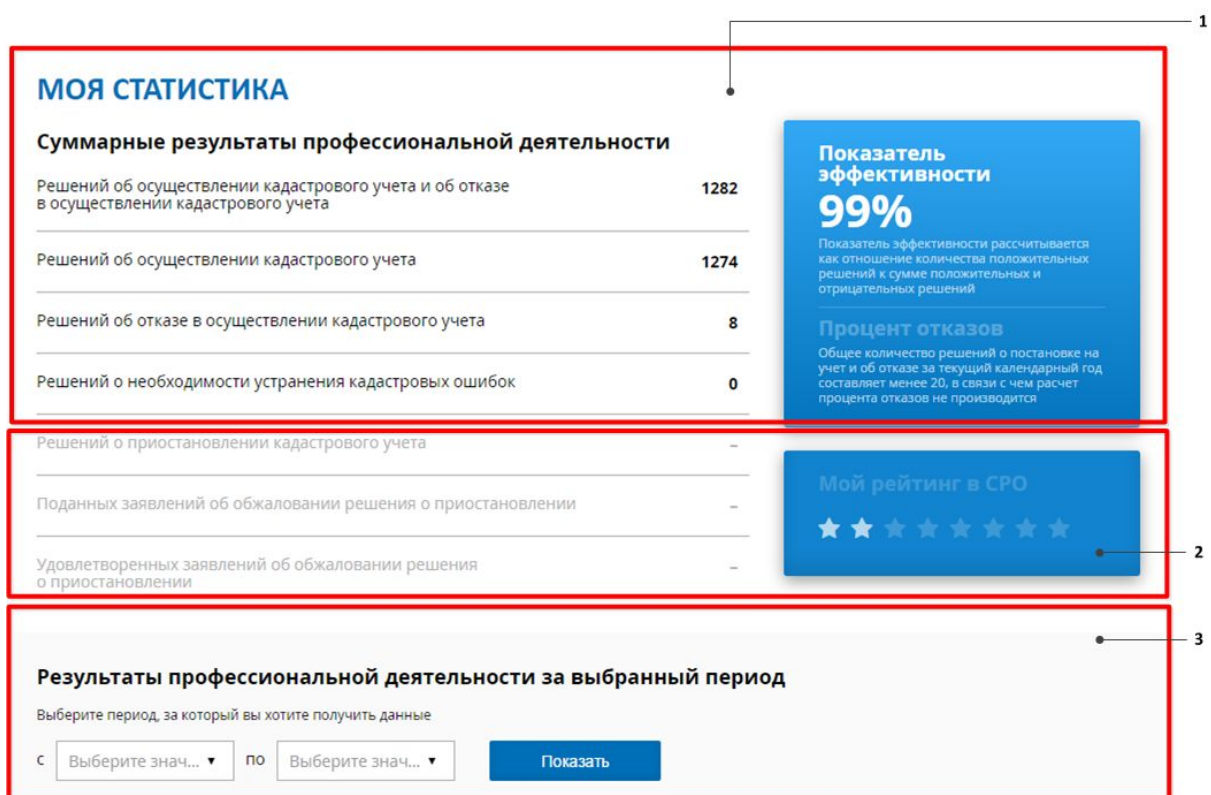 1
МОЯ СТАТИСТИКА
Суммарные результаты профессиональной деятельности
Решений об осуществлении кадастрового учета и об отказе
в осуществлении кадастрового учета
1282
Решений об осуществлении кадастрового учета
1274
Решений об отказе в осуществлении кадастрового учета
8
Решений о необходимости устранения кадастровых ошибок
0
Показатель
эффективности
99%
Показатель эффективности рассчитывается
как отношение количества положительных
решений к сумме положительных и
отрицательных решений
Процент отказов
Общее количество решений о постановке на
учет и об отказе за текущий календарный год
составляет менее 20, в связи с чем расчет
процента отказов не производится
Решений о приостановлении кадастрового учета
–
Поданных заявлений об обжаловании решения о приостановлении
–
Удовлетворенных заявлений об обжаловании решения
о приостановлении
–
Мой рейтинг в СРО
2
3
Результаты профессиональной деятельности за выбранный период
Выберите период, за который вы хотите получить данные
с Выберите знач... по Выберите знач... Показать